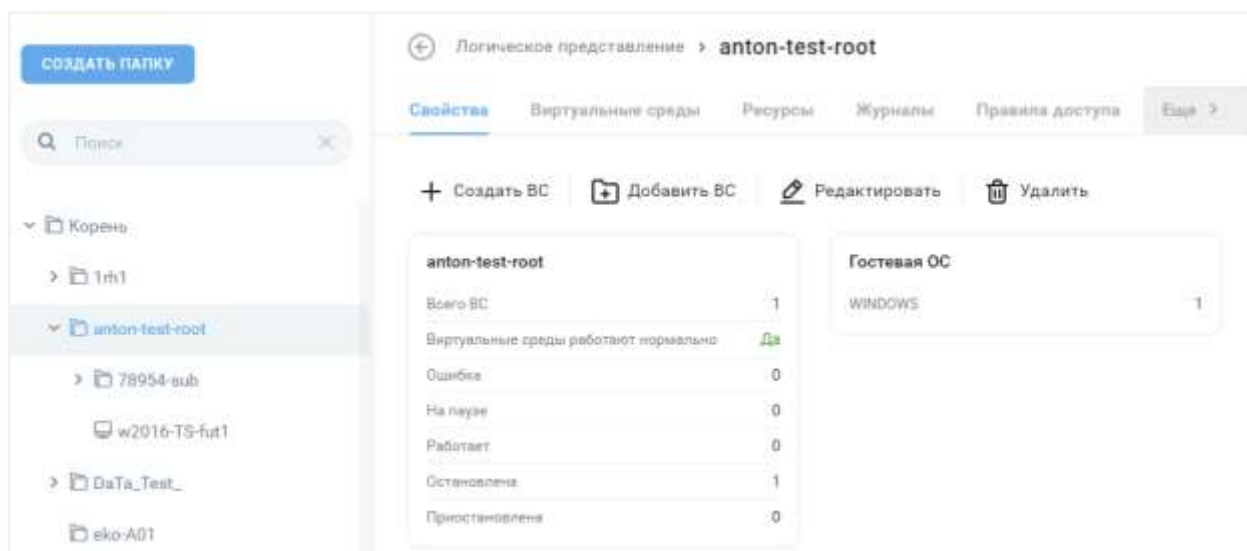 СОЗДАТЬ ПАПКУ
Поиск
Корень
1rh1
anton-test-root
78954-sub
w2016-TS-fut1
DaTa_Test_
eko-A01
Логическое представление > anton-test-root
Свойства Виртуальные среды Ресурсы Журналы Правила доступа Еще >
Создать ВС Добавить ВС Редактировать Удалить
anton-test-root
Всего ВС 1
Виртуальные среды работают нормально Да
Ошибка 0
На паузе 0
Работает 0
Остановлена 1
Приостановлена 0
Гостевая ОС
WINDOWS 1